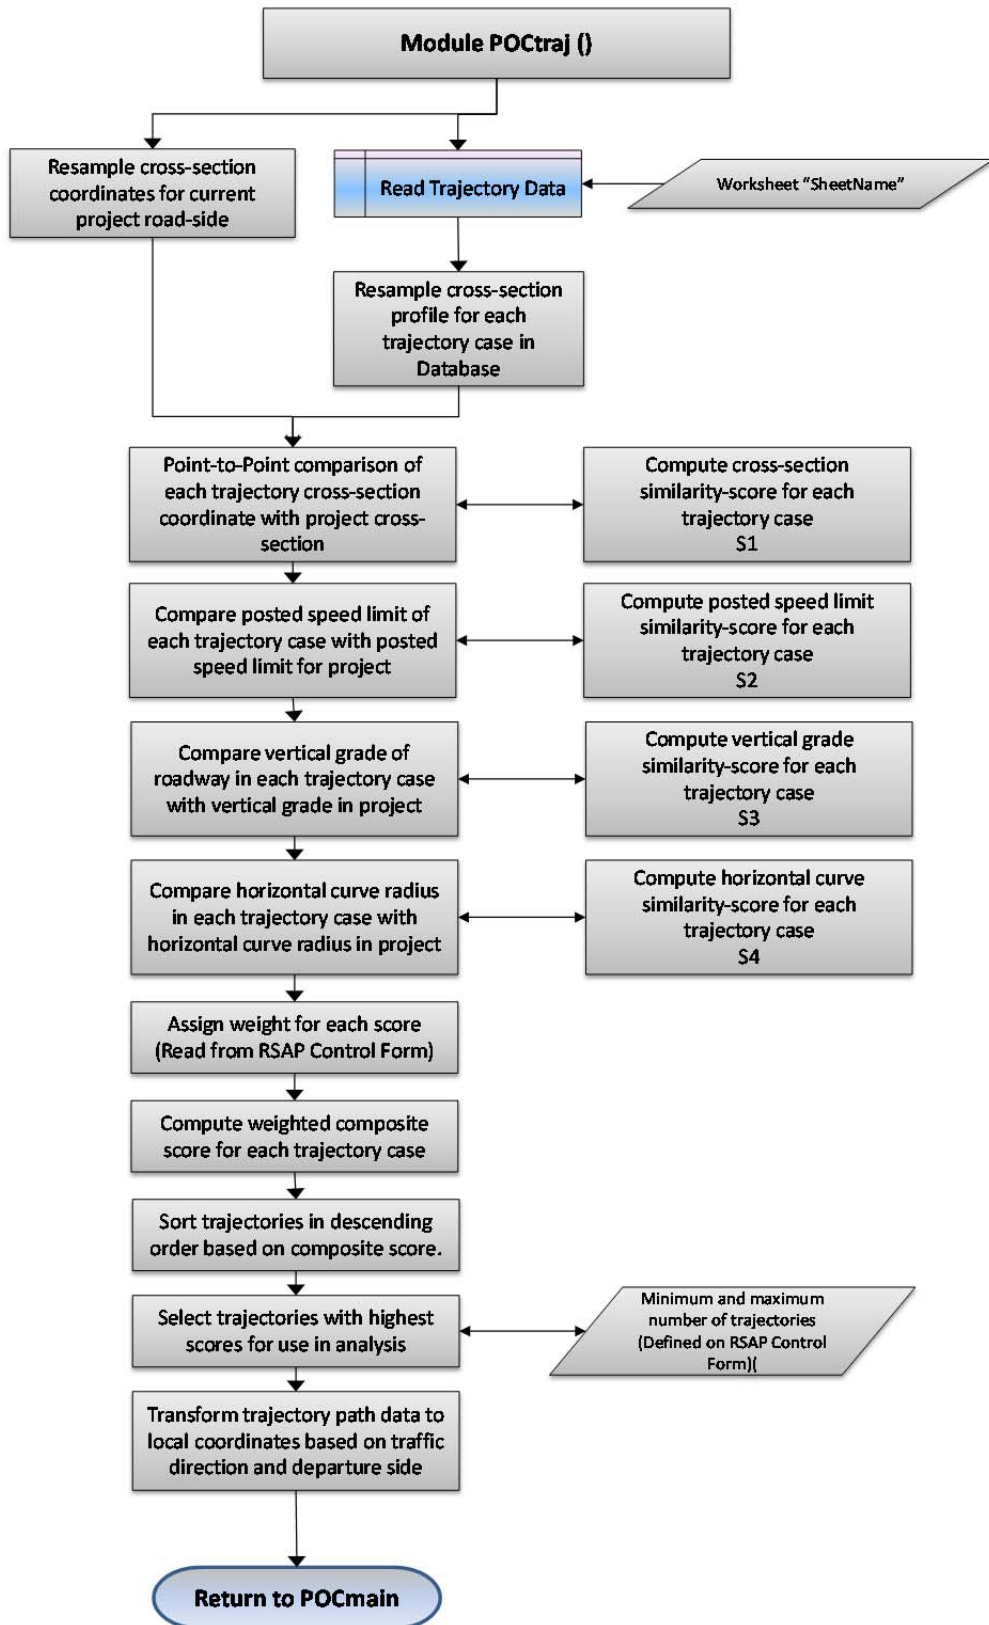 Module POCtraj ()
Resample cross-section
coordinates for current
project road-side
Read Trajectory Data
Worksheet "SheetName"
Resample cross-section
profile for each
trajectory case in
Database
Point-to-Point comparison of
each trajectory cross-section
coordinate with project cross-
section
Compute cross-section
similarity-score for each
trajectory case
S1
Compare posted speed limit of
each trajectory case with posted
speed limit for project
Compute posted speed limit
similarity-score for each
trajectory case
S2
Compare vertical grade of
roadway in each trajectory case
with vertical grade in project
Compute vertical grade
similarity-score for each
trajectory case
S3
Compare horizontal curve radius
in each trajectory case with
horizontal curve radius in project
Compute horizontal curve
similarity-score for each
trajectory case
S4
Assign weight for each score
(Read from RSAP Control Form)
Compute weighted composite
score for each trajectory case
Sort trajectories in descending
order based on composite score.
Select trajectories with highest
scores for use in analysis
Minimum and maximum
number of trajectories
(Defined on RSAP Control
Form)(
Transform trajectory path data to
local coordinates based on traffic
direction and departure side
Return to POCmain